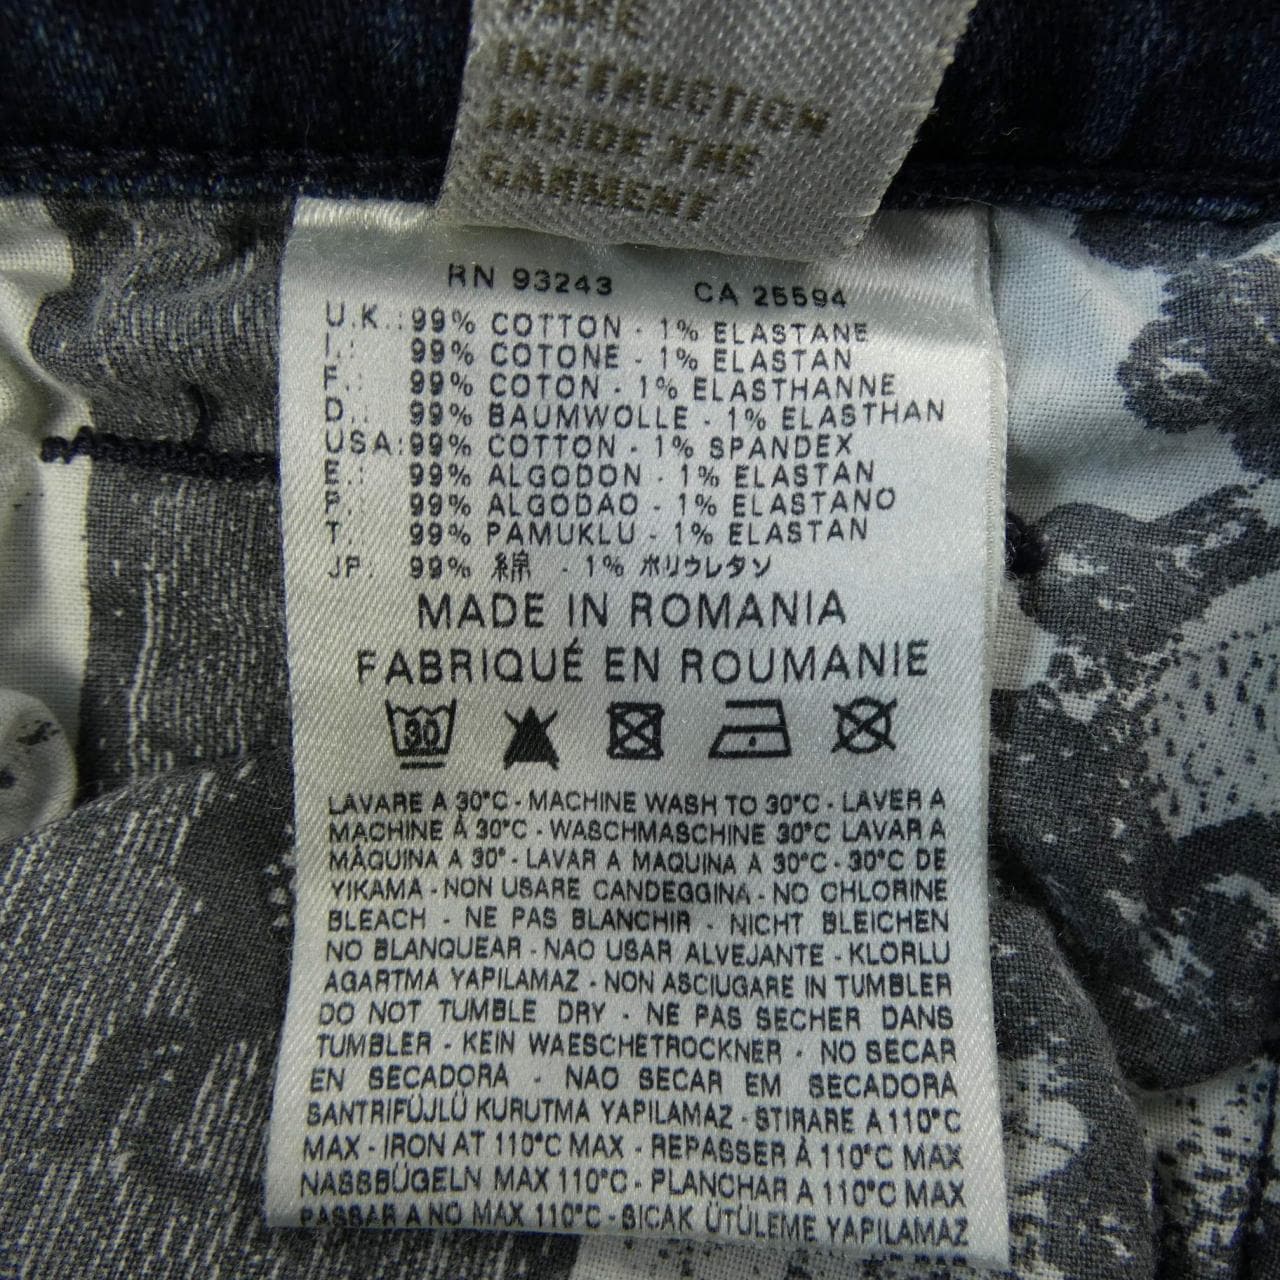 CARE
INSTRUCTION
INSIDE THE
GARMENT
RN 93243 CA 25594
U.K.: 99% COTTON - 1% ELASTANE
I.: 99% COTONE - 1% ELASTAN
F.: 99% COTON - 1% ELASTHANNE
D.: 99% BAUMWOLLE - 1% ELASTHAN
USA: 99% COTTON - 1% SPANDEX
E.: 99% ALGODON - 1% ELASTAN
P. 99% ALGODAO - 1% ELASTANO
T. 99% PAMUKLU - 1% ELASTAN
JP. 99% 綿 - 1% ポリウレタン
MADE IN ROMANIA
FABRIQUÉ EN ROUMANIE
30
LAVARE A 30°C - MACHINE WASH TO 30°C - LAVER A
MACHINE À 30°C - WASCHMASCHINE 30°C LAVAR A
MÀQUINA A 30° - LAVAR A MAQUINA A 30°C - 30°C DE
YIKAMA - NON USARE CANDEGGINA - NO CHLORINE
BLEACH - NE PAS BLANCHIR - NICHT BLEICHEN
NO BLANQUEAR - NAO USAR ALVEJANTE - KLORLU
AGARTMA YAPILAMAZ - NON ASCIUGARE IN TUMBLER
DO NOT TUMBLE DRY - NE PAS SECHER DANS
TUMBLER - KEIN WAESCHETROCKNER - NO SECAR
EN SECADORA - NAO SECAR EM SECADORA
SANTRIFÜJLÜ KURUTMA YAPILAMAZ - STIRARE A 110°C
MAX - IRON AT 110°C MAX - REPASSER À 110°C MAX
NASSBÜGELN MAX 110°C - PLANCHAR A 110°C MAX
PASSAR A NO MAX 110°C - SICAK ÜTÜLEME YAPILAMAZ